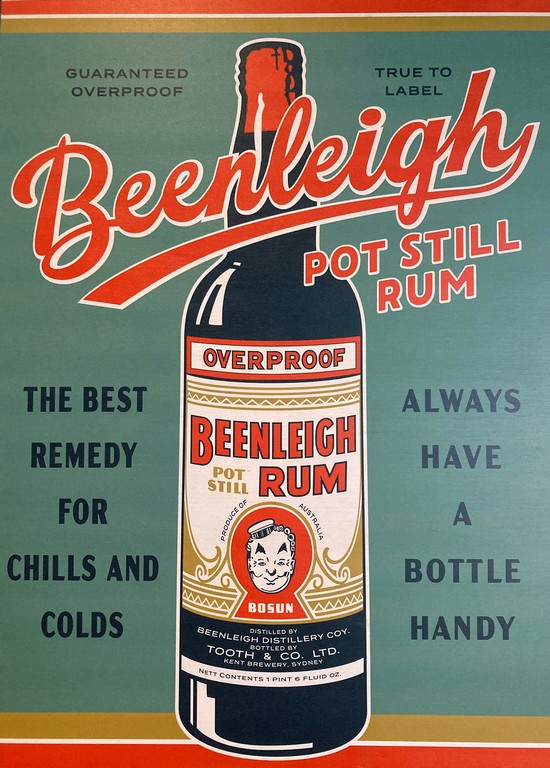 GUARANTEED
OVERPROOF
TRUE TO
LABEL
Beenleigh
POT STILL
RUM
THE BEST
REMEDY
FOR
CHILLS AND
COLDS
OVERPROOF
BEENLEIGH
POT
STILL
RUM
PRODUCE OF
AUSTRALIA
BOSUN
DISTILLED BY
BEENLEIGH DISTILLERY COY.
BOTTLED BY
TOOTH & CO. LTD.
KENT BREWERY, SYDNEY
NETT CONTENTS 1 PINT 6 FLUID OZ.
ALWAYS
HAVE
A
BOTTLE
HANDY